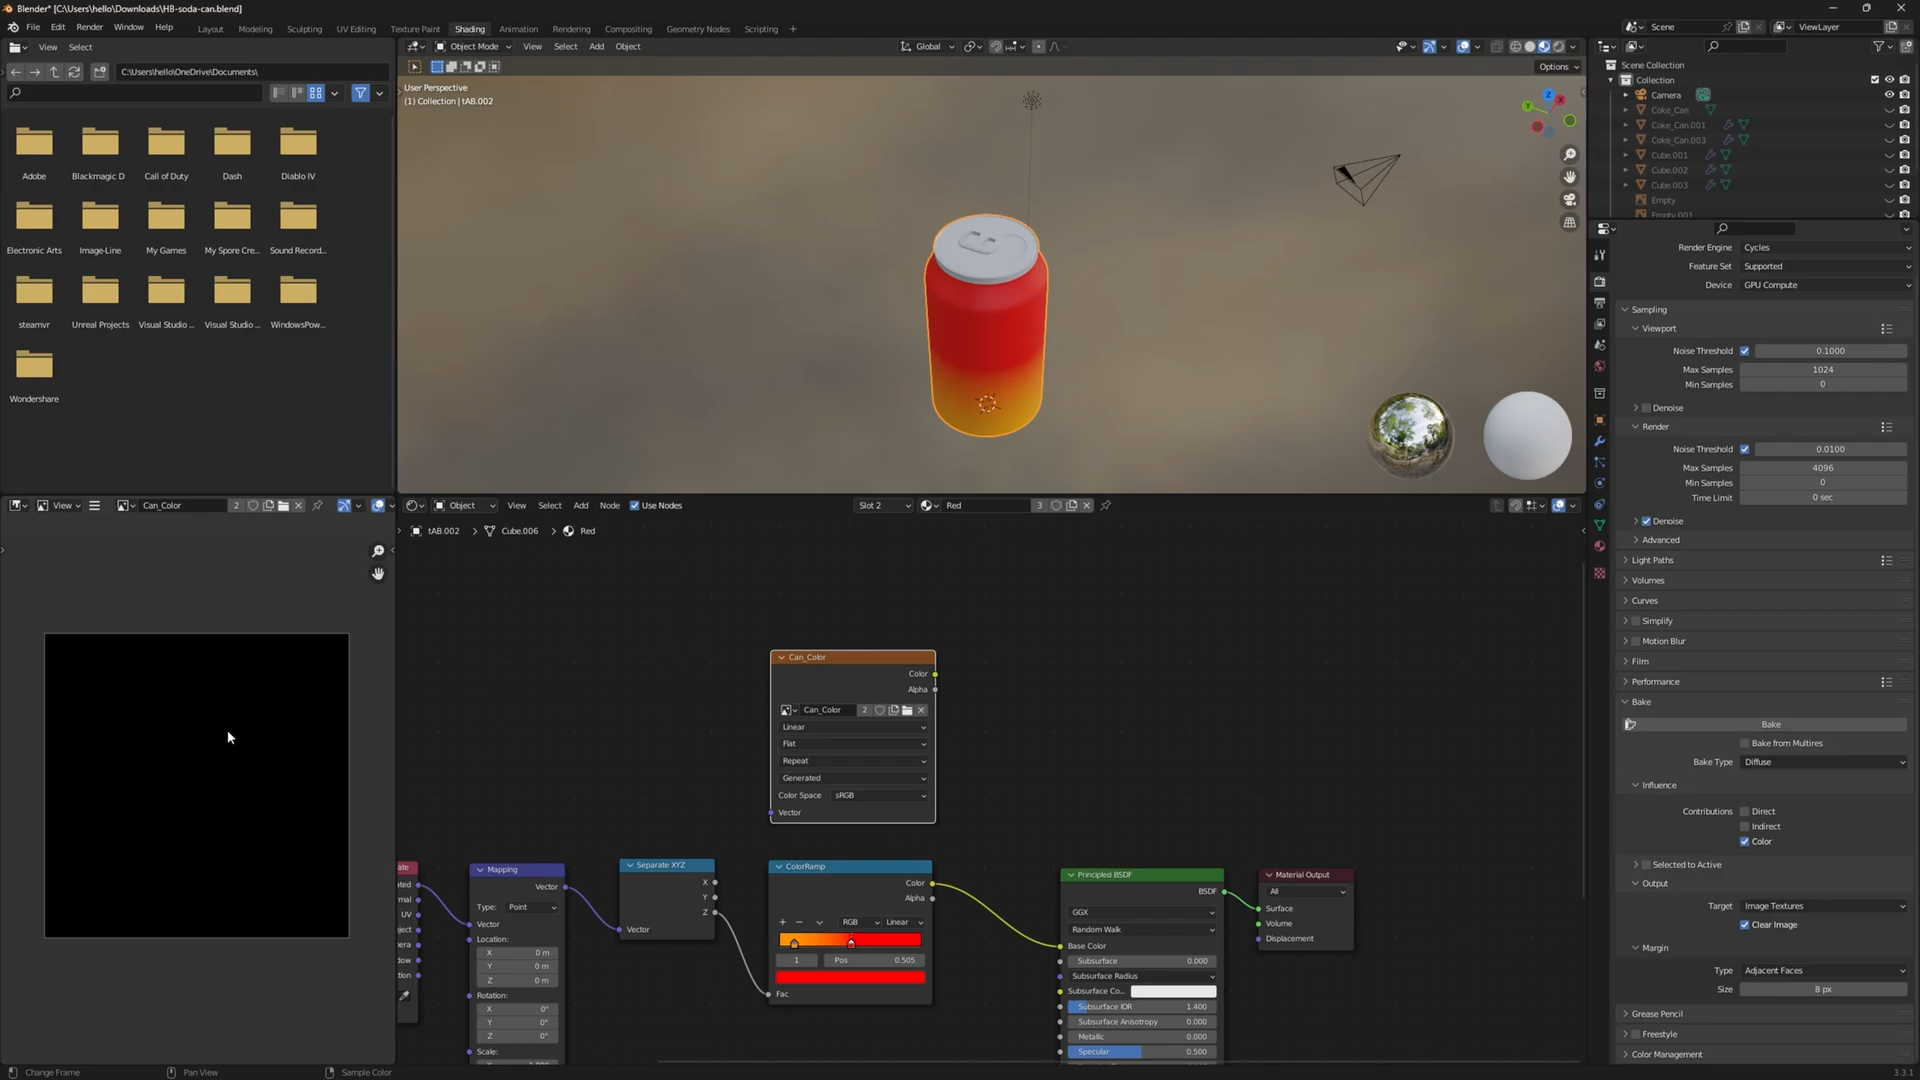 Blender* [C:\Users\hello\Downloads\HB-soda-can.blend]
File Edit Render Window Help
Layout Modeling Sculpting UV Editing Texture Paint Shading Animation Rendering Compositing Geometry Nodes Scripting +
Scene
ViewLayer
View Select
C:\Users\hello\OneDrive\Documents\
Adobe
Blackmagic D
Call of Duty
Dash
Diablo IV
Electronic Arts
Image-Line
My Games
My Spore Cre...
Sound Record...
steamvr
Unreal Projects
Visual Studio ...
Visual Studio ...
WindowsPow...
Wondershare
Object Mode View Select Add Object
Global
Options
User Perspective
(1) Collection | tAB.002
Z
Y
X
Scene Collection
Collection
Camera
Coke_Can
Coke_Can.001
Coke_Can.003
Cube.001
Cube.002
Cube.003
Empty
Empty.001
Render Engine Cycles
Feature Set Supported
Device GPU Compute
Sampling
Viewport
Noise Threshold 0.1000
Max Samples 1024
Min Samples 0
Denoise
Render
Noise Threshold 0.0100
Max Samples 4096
Min Samples 0
Time Limit 0 sec
Denoise
Advanced
Light Paths
Volumes
Curves
Simplify
Motion Blur
Film
Performance
Bake
Bake
Bake from Multires
Bake Type Diffuse
Influence
Contributions Direct
Indirect
Color
Selected to Active
Output
Target Image Textures
Clear Image
Margin
Type Adjacent Faces
Size 8 px
Grease Pencil
Freestyle
Color Management
View Can_Color 2
Object View Select Add Node Use Nodes Slot 2 Red 3
tAB.002 > Cube.006 > Red
Can_Color
Color
Alpha
Can_Color 2
Linear
Flat
Repeat
Generated
Color Space sRGB
Vector
ate
ated
mal
UV
oject
mera
dow
ction
Mapping
Vector
Type: Point
Vector
Location:
X 0 m
Y 0 m
Z 0 m
Rotation:
X 0°
Y 0°
Z 0°
Scale:
Separate XYZ
X
Y
Z
Vector
ColorRamp
Color
Alpha
+ − RGB Linear
1 Pos 0.505
Fac
Principled BSDF
BSDF
GGX
Random Walk
Base Color
Subsurface 0.000
Subsurface Radius
Subsurface Co...
Subsurface IOR 1.400
Subsurface Anisotropy 0.000
Metallic 0.000
Specular 0.500
Material Output
All
Surface
Volume
Displacement
Change Frame Pan View Sample Color
3.3.1